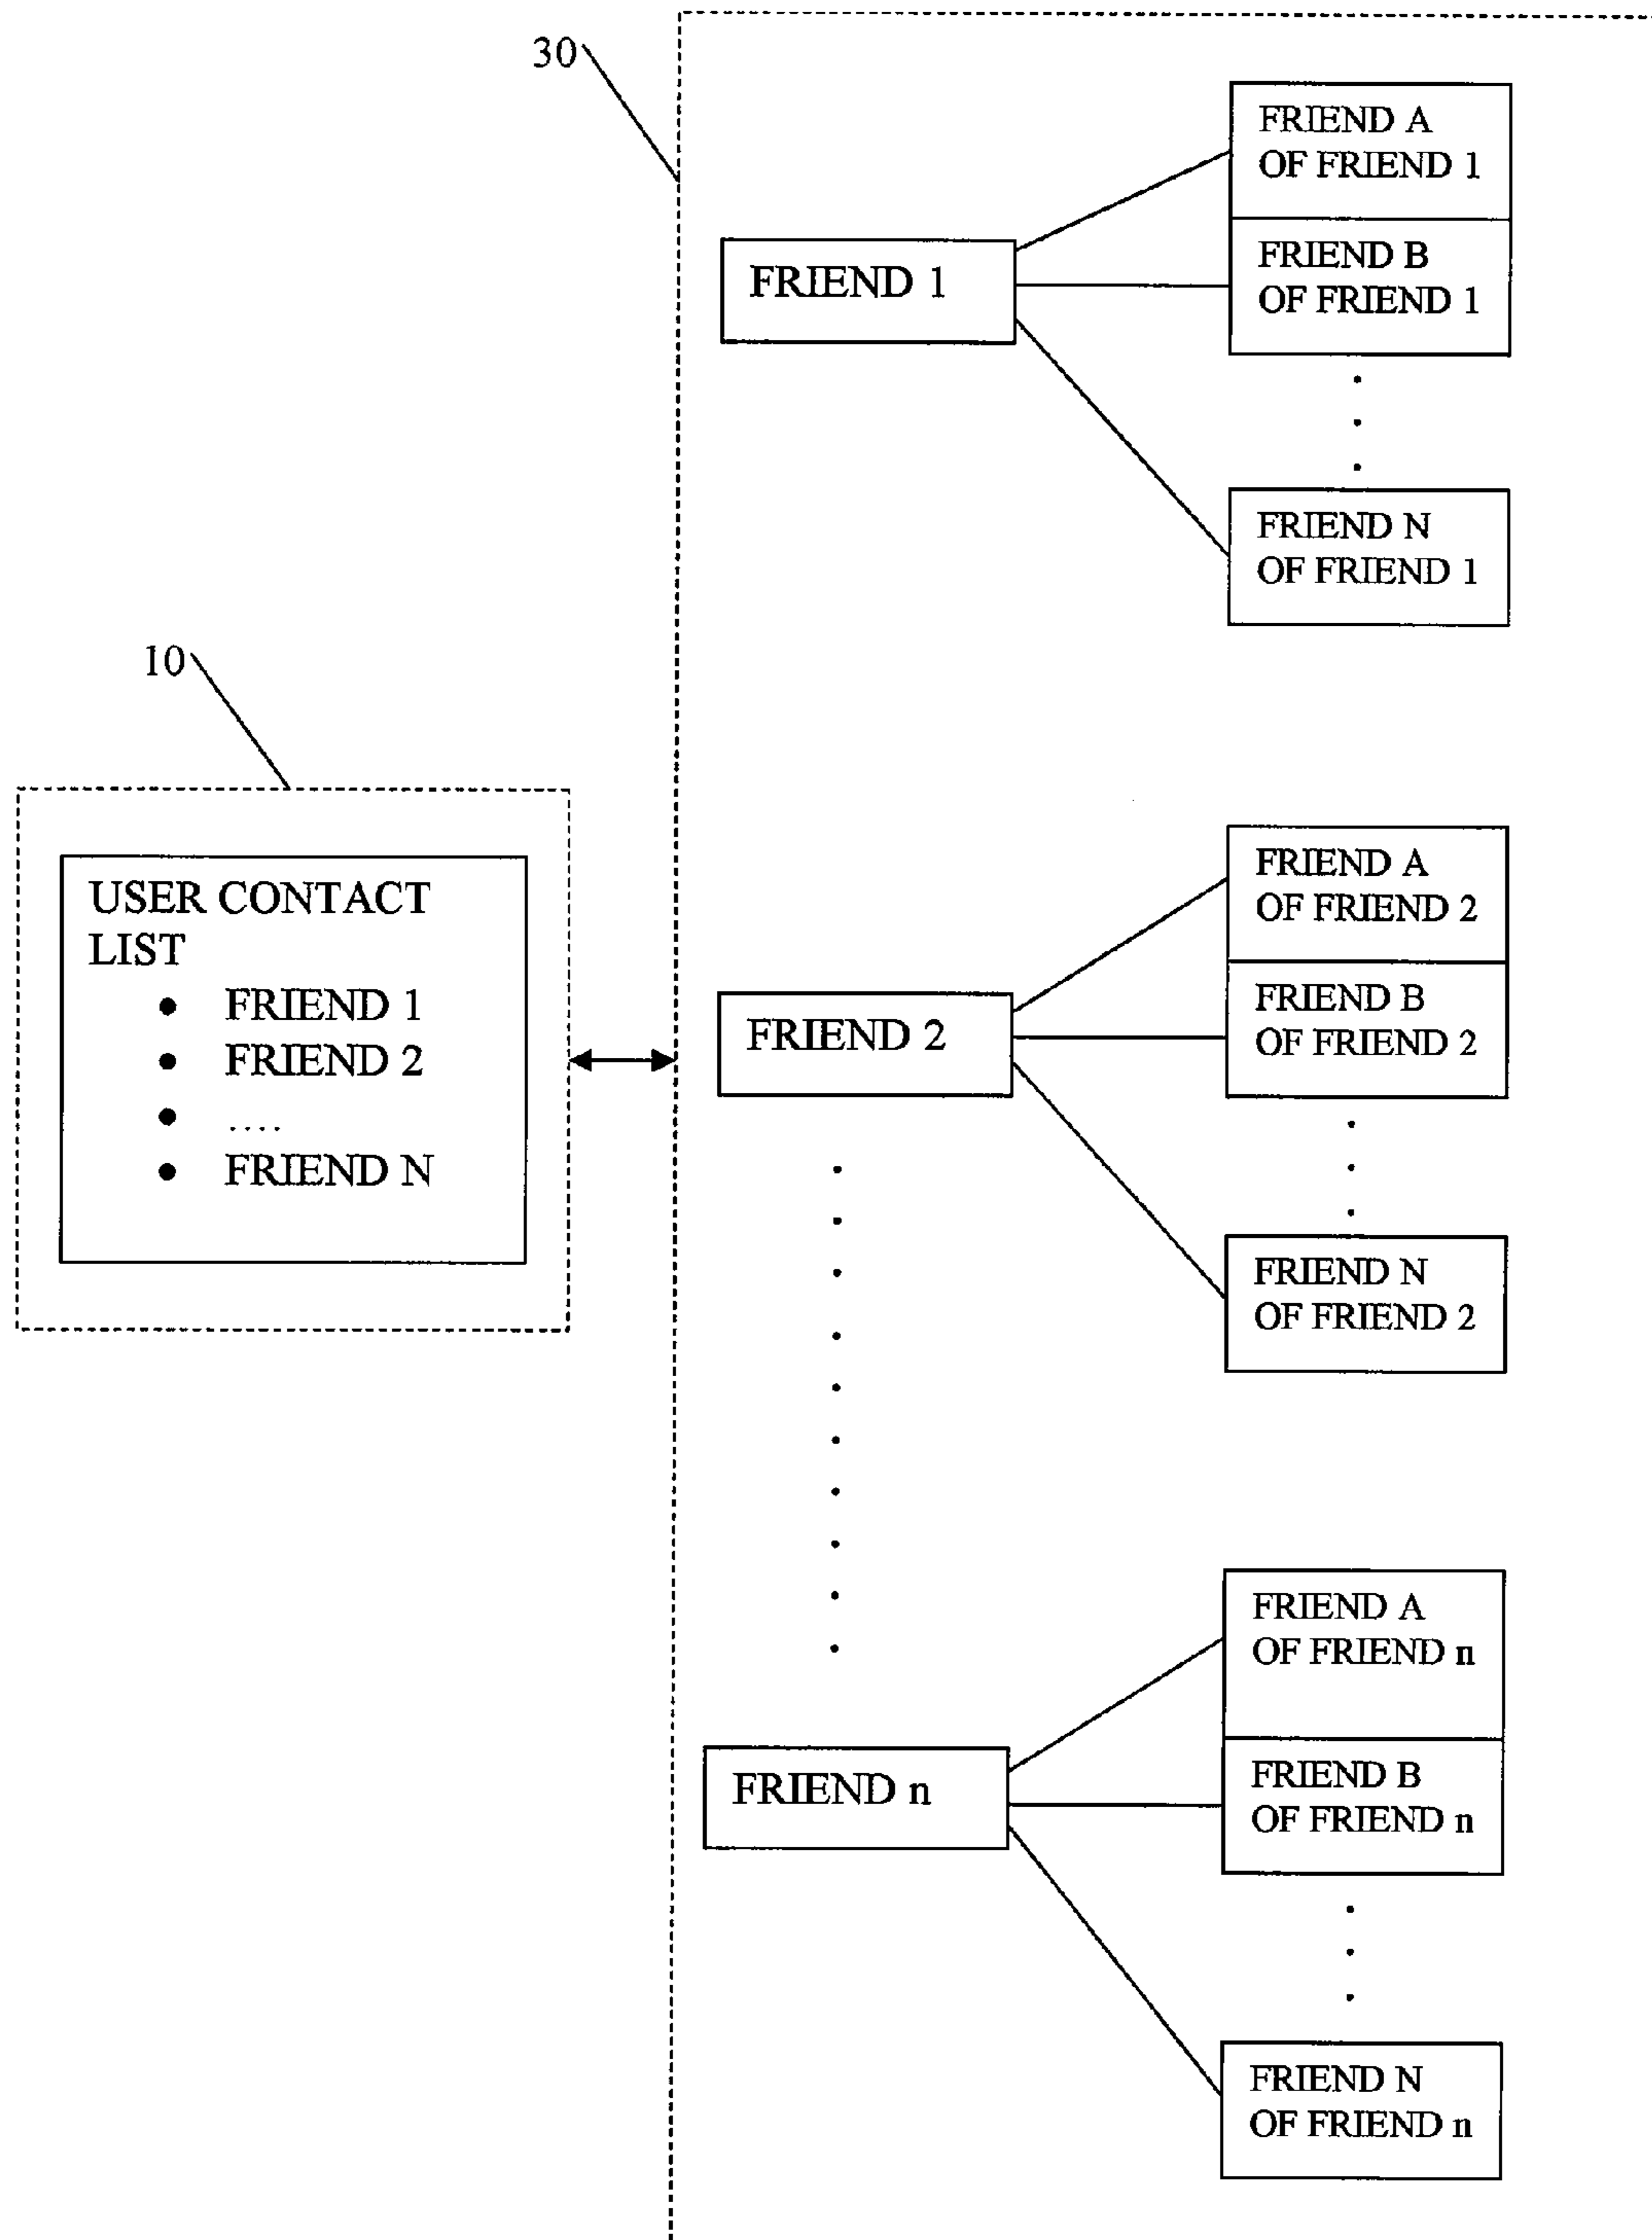 30
FRIEND A
OF FRIEND 1
FRIEND 1
FRIEND B
OF FRIEND 1
FRIEND N
OF FRIEND 1
10
USER CONTACT
LIST
• FRIEND 1
• FRIEND 2
• ....
• FRIEND N
FRIEND A
OF FRIEND 2
FRIEND 2
FRIEND B
OF FRIEND 2
FRIEND N
OF FRIEND 2
FRIEND A
OF FRIEND n
FRIEND n
FRIEND B
OF FRIEND n
FRIEND N
OF FRIEND n